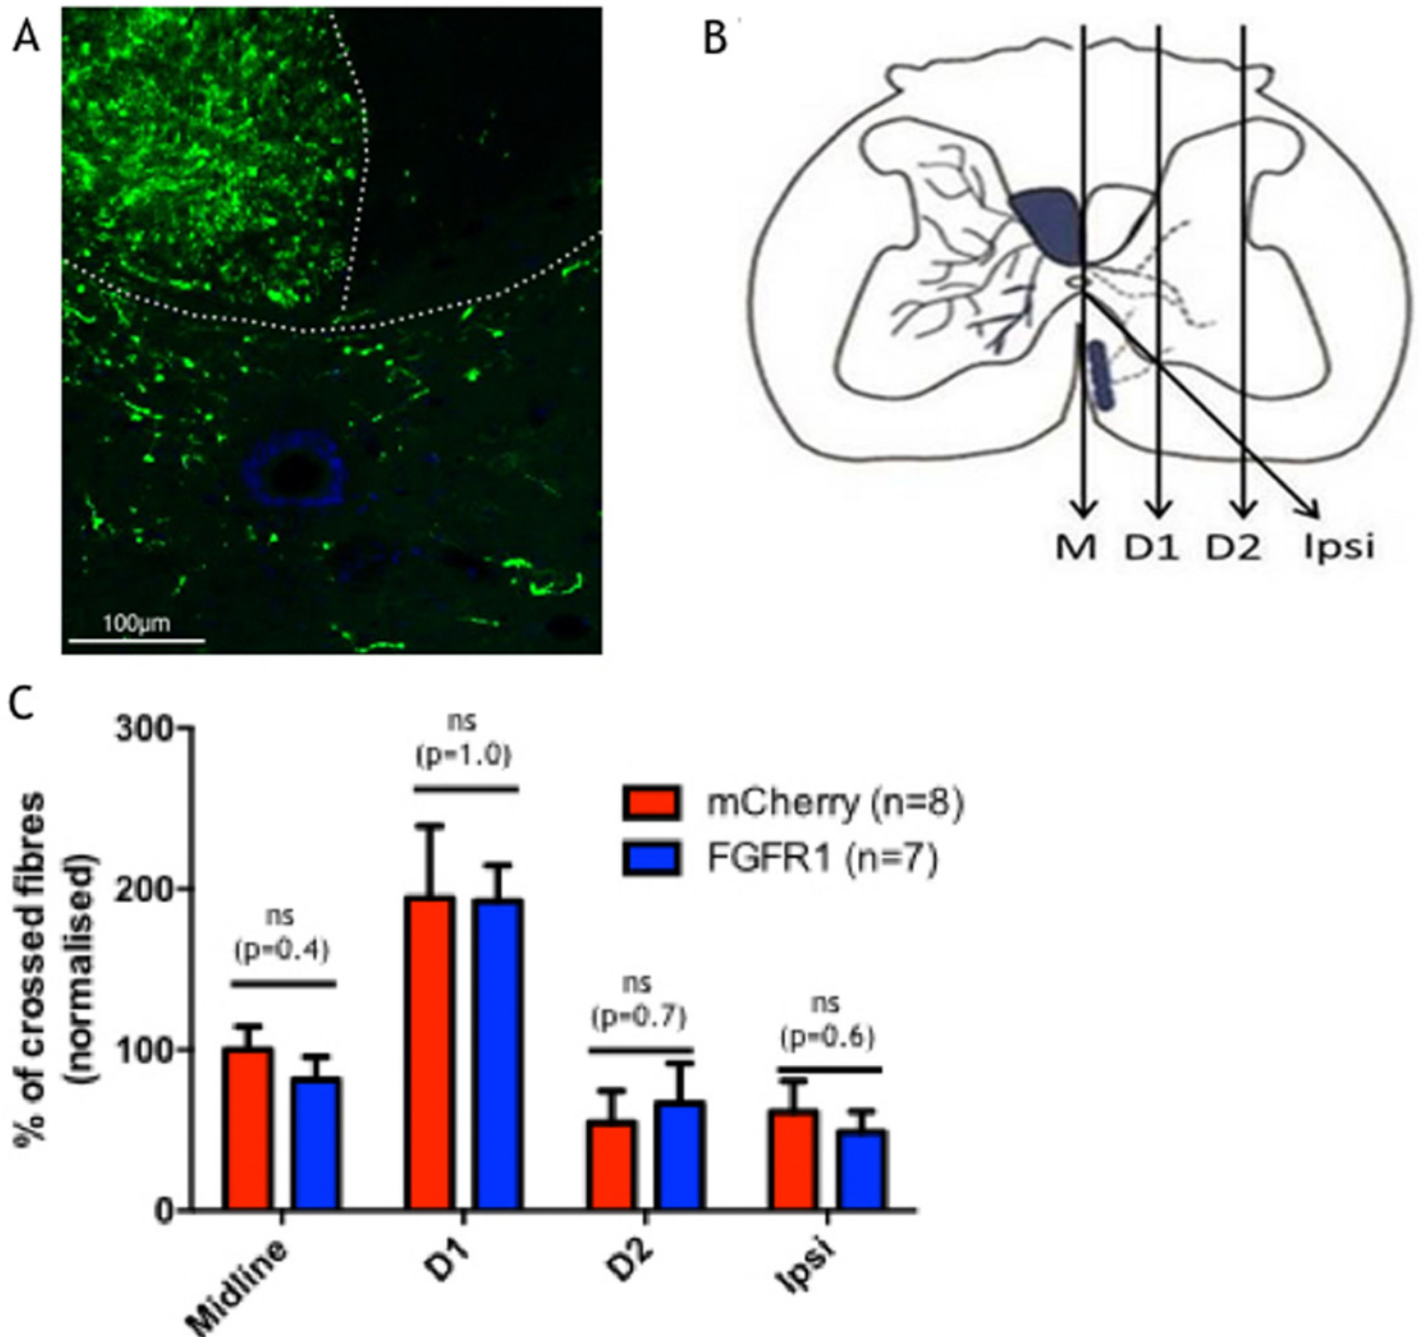 A
B
100µm
M D1 D2 Ipsi
C
% of crossed fibres
(normalised)
300
200
100
0
ns
(p=0.4)
ns
(p=1.0)
ns
(p=0.7)
ns
(p=0.6)
mCherry (n=8)
FGFR1 (n=7)
Midline
D1
D2
Ipsi